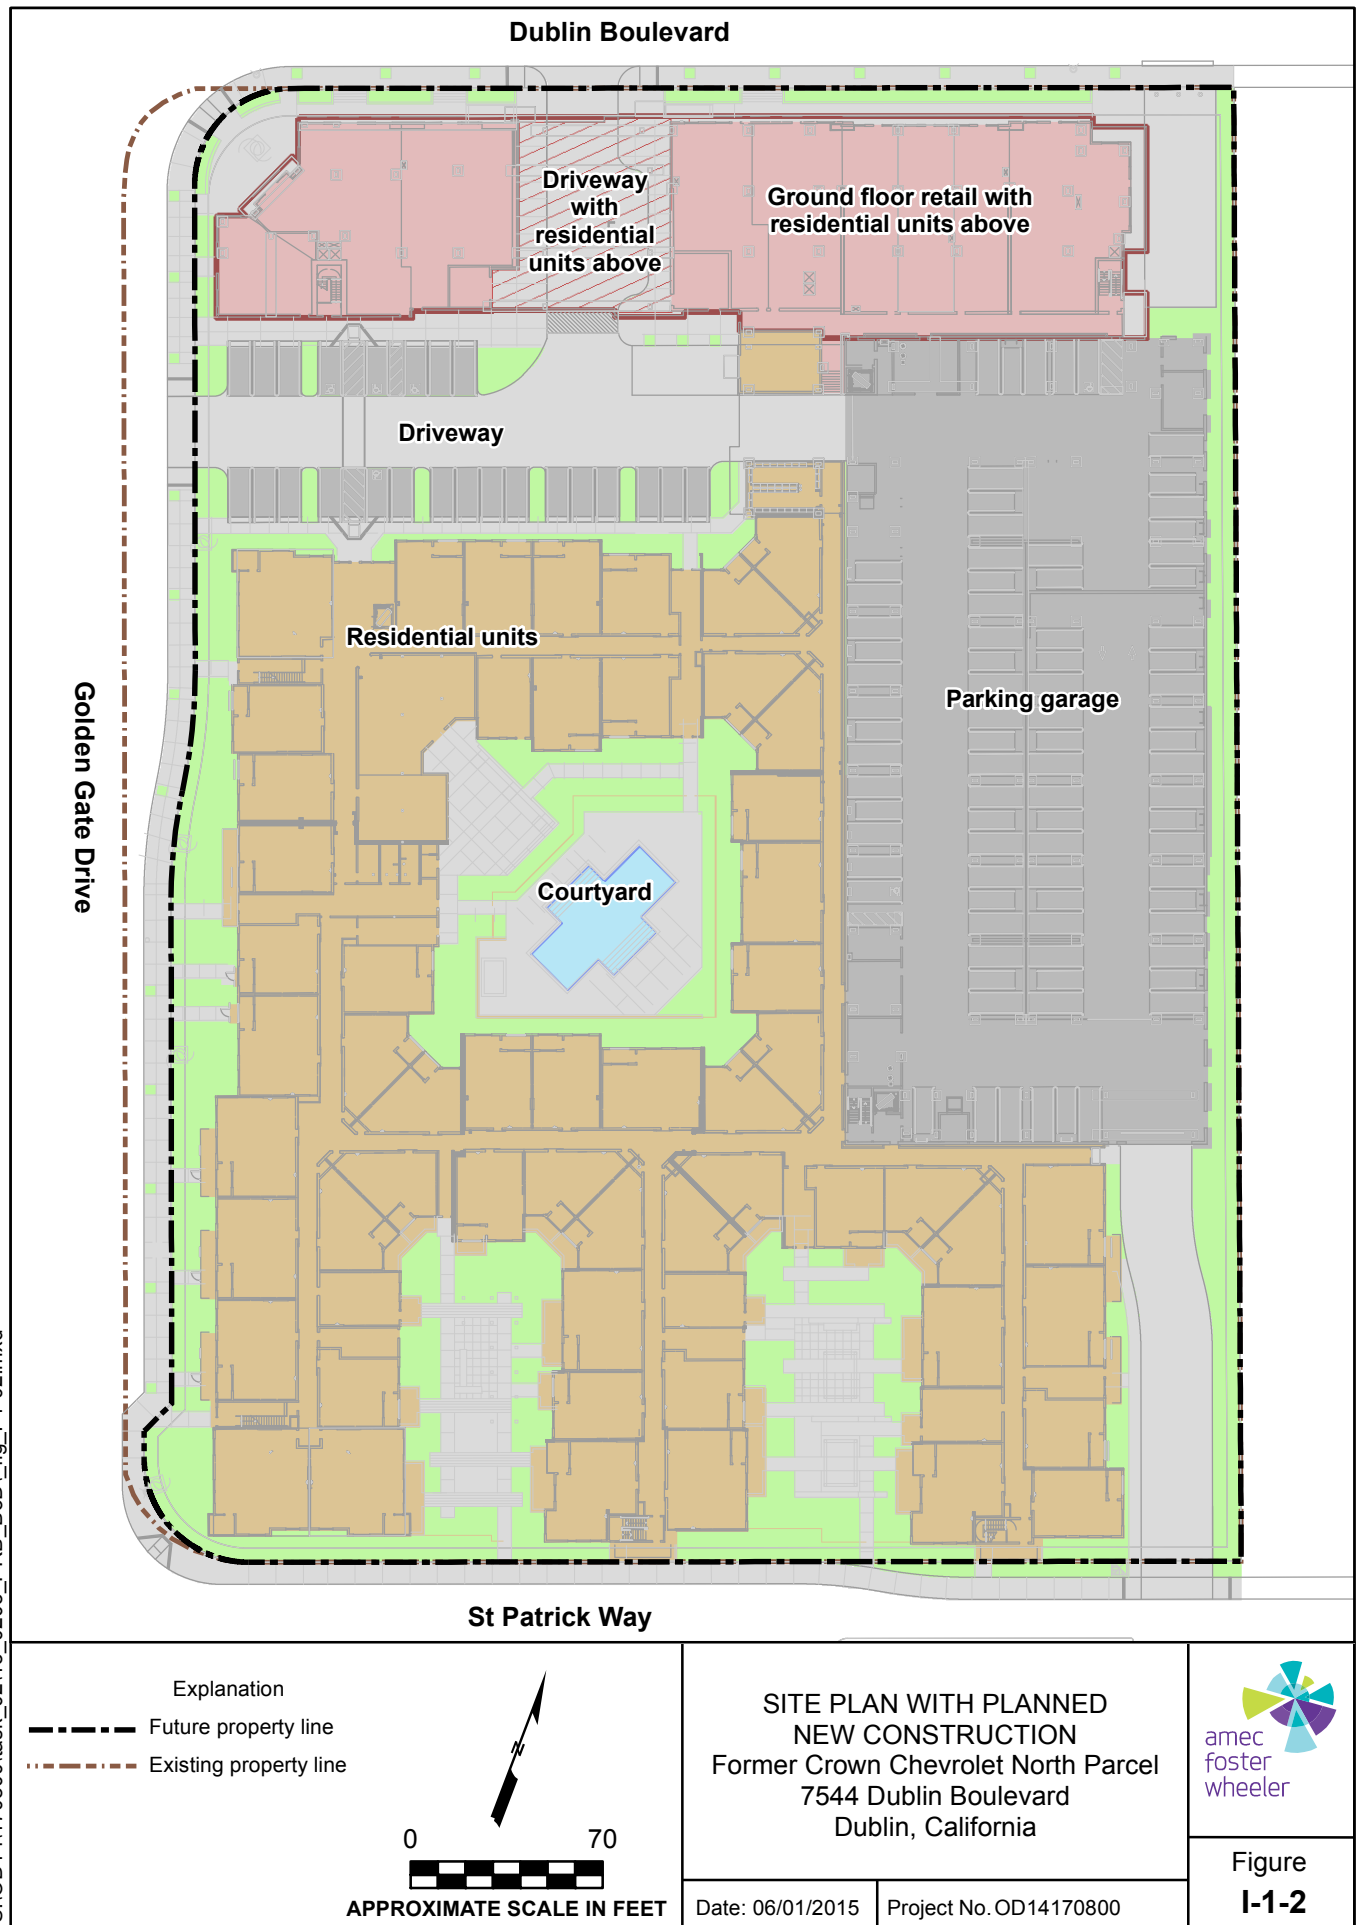 Dublin Boulevard
Driveway
with
residential
units above
Ground floor retail with
residential units above
Driveway
Residential units
Parking garage
Golden Gate Drive
Courtyard
St Patrick Way
Explanation
Future property line
Existing property line
N
0 70
APPROXIMATE SCALE IN FEET
SITE PLAN WITH PLANNED
NEW CONSTRUCTION
Former Crown Chevrolet North Parcel
7544 Dublin Boulevard
Dublin, California
Date: 06/01/2015
Project No. OD14170800
amec
foster
wheeler
Figure
I-1-2